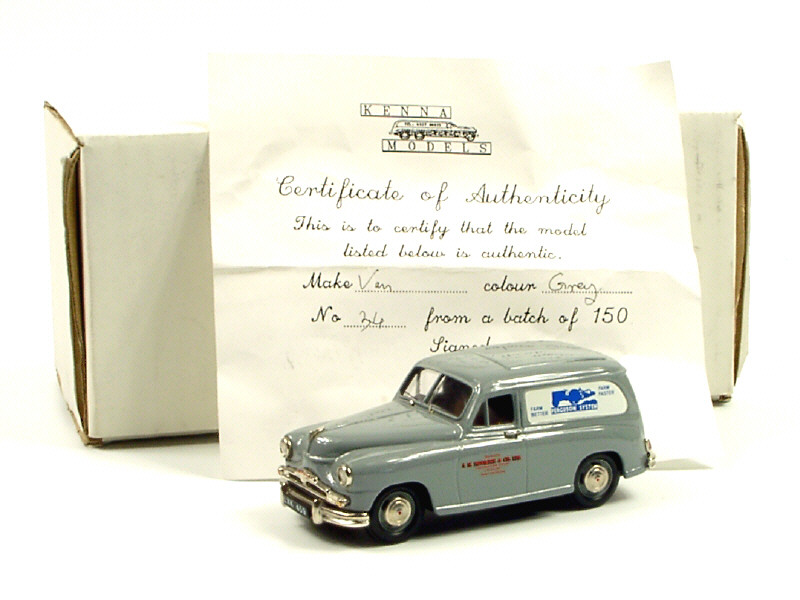 KENNA
MODELS
Certificate of Authenticity
This is to certify that the model
listed below is authentic.
Make Van colour Grey
No 34 from a batch of 150
Signed
FARM BETTER
FARM FASTER
FERGUSON SYSTEM